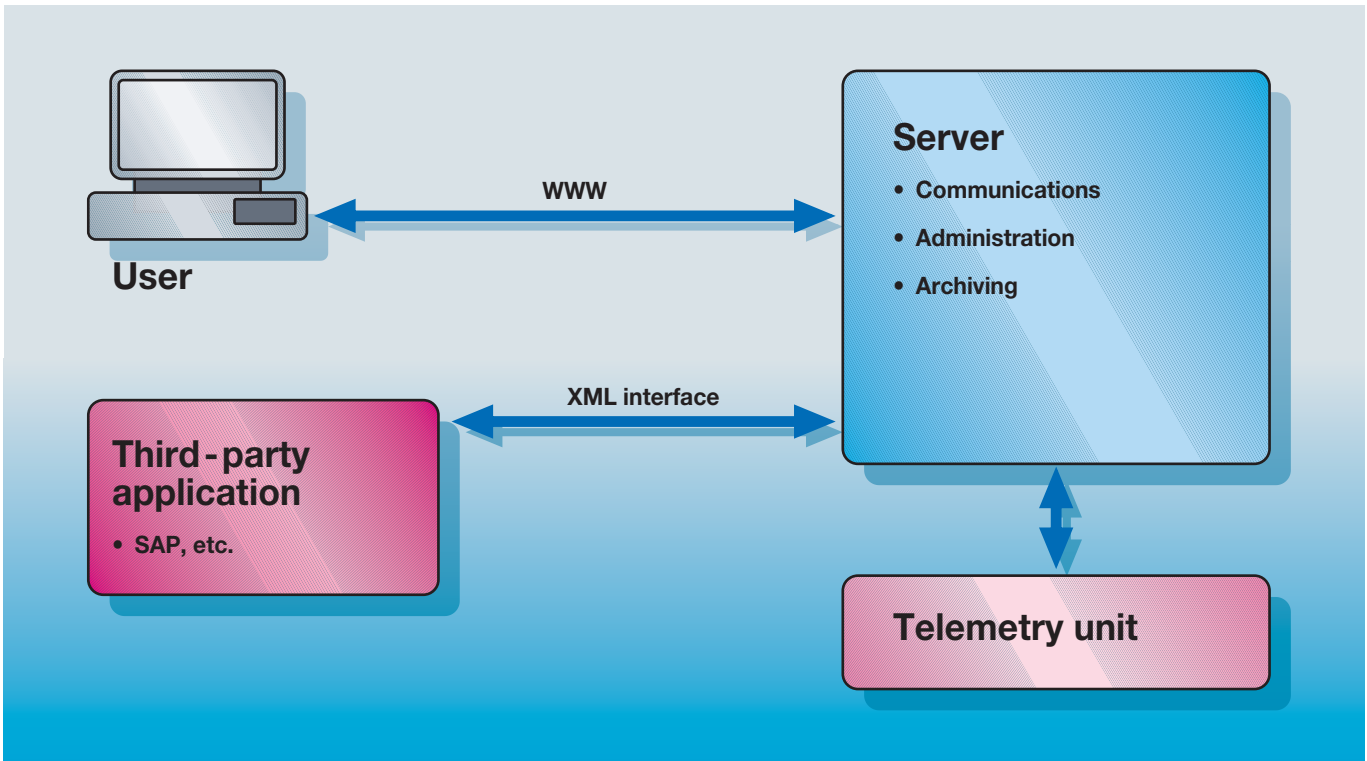 WWW
User
Server
• Communications
• Administration
• Archiving
XML interface
Third-party
application
• SAP, etc.
Telemetry unit